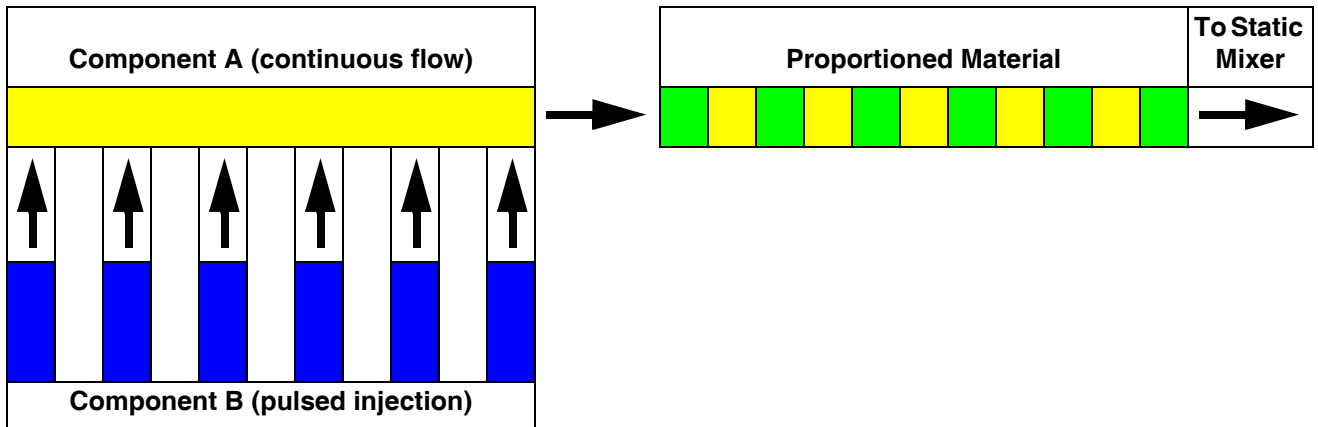 Component A (continuous flow)
Proportioned Material
To Static
Mixer
Component B (pulsed injection)